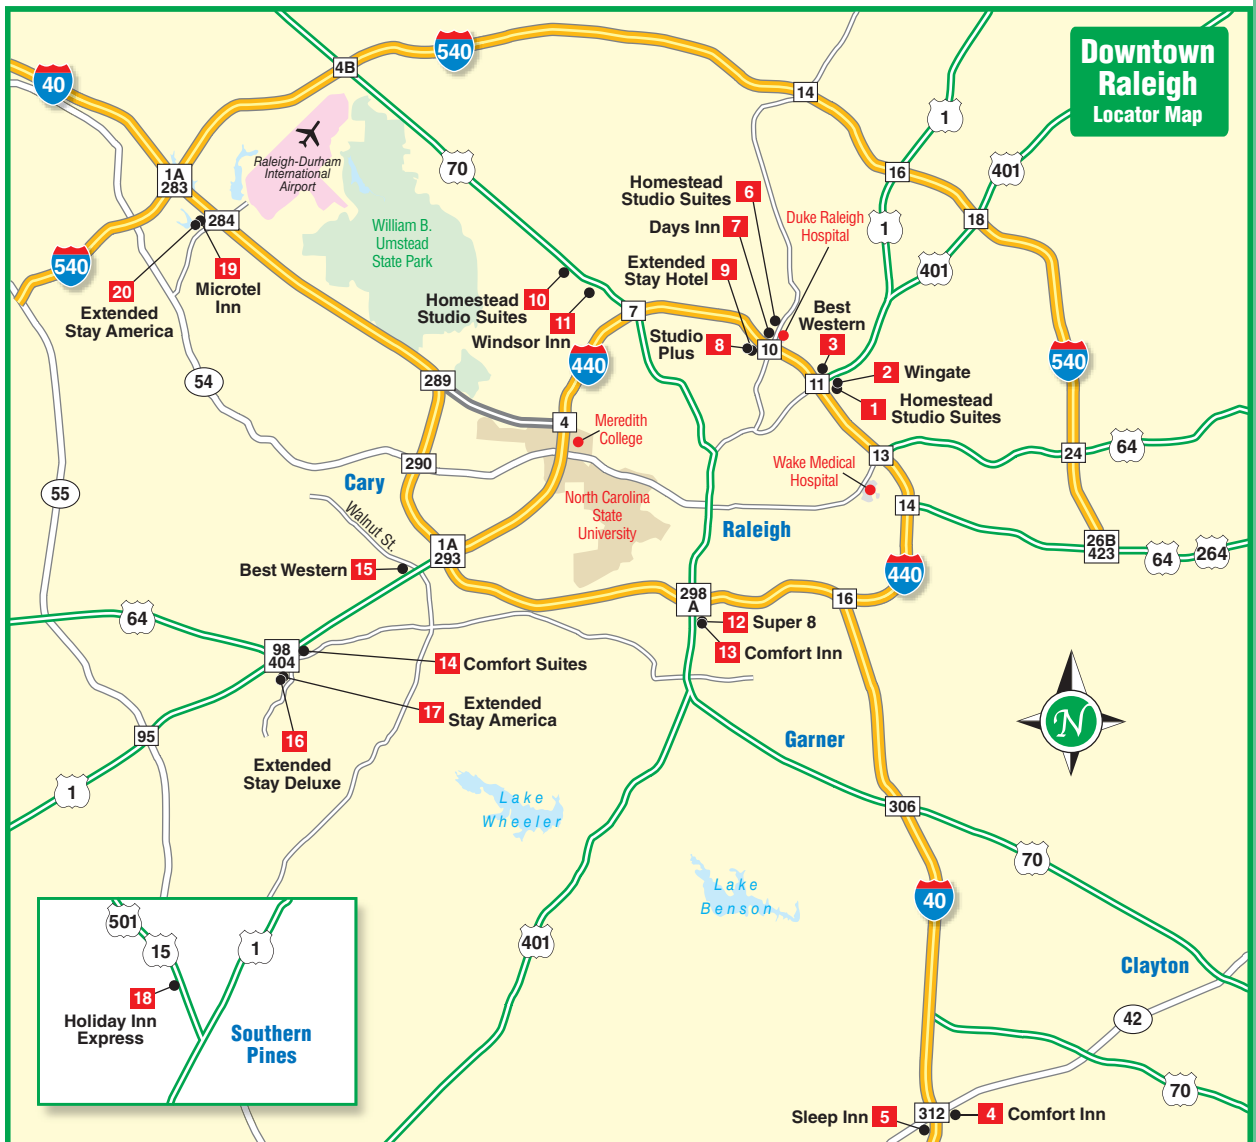 Downtown
Raleigh
Locator Map
540
40
4B
14
1
70
Raleigh-Durham
International
Airport
1A
283
16
401
Homestead
Studio Suites
6
18
284
William B.
Umstead
State Park
Days Inn
7
Duke Raleigh
Hospital
1
540
19
Microtel
Inn
20
Extended
Stay America
Extended
Stay Hotel
9
401
Homestead
Studio Suites
10
11
Windsor Inn
7
Best
Western
3
Studio
Plus
8
10
440
540
54
289
11
2
Wingate
1
Homestead
Studio Suites
4
Meredith
College
13
24
64
290
Cary
Wake Medical
Hospital
55
Walnut St.
North Carolina
State
University
14
Raleigh
1A
293
26B
423
64
264
Best Western
15
440
298
A
16
64
12
Super 8
13
Comfort Inn
98
404
14
Comfort Suites
17
Extended
Stay America
95
16
Extended
Stay Deluxe
N
Garner
1
Lake
Wheeler
306
70
Lake
Benson
40
501
15
1
401
Clayton
18
Holiday Inn
Express
Southern
Pines
42
70
Sleep Inn
5
312
4
Comfort Inn